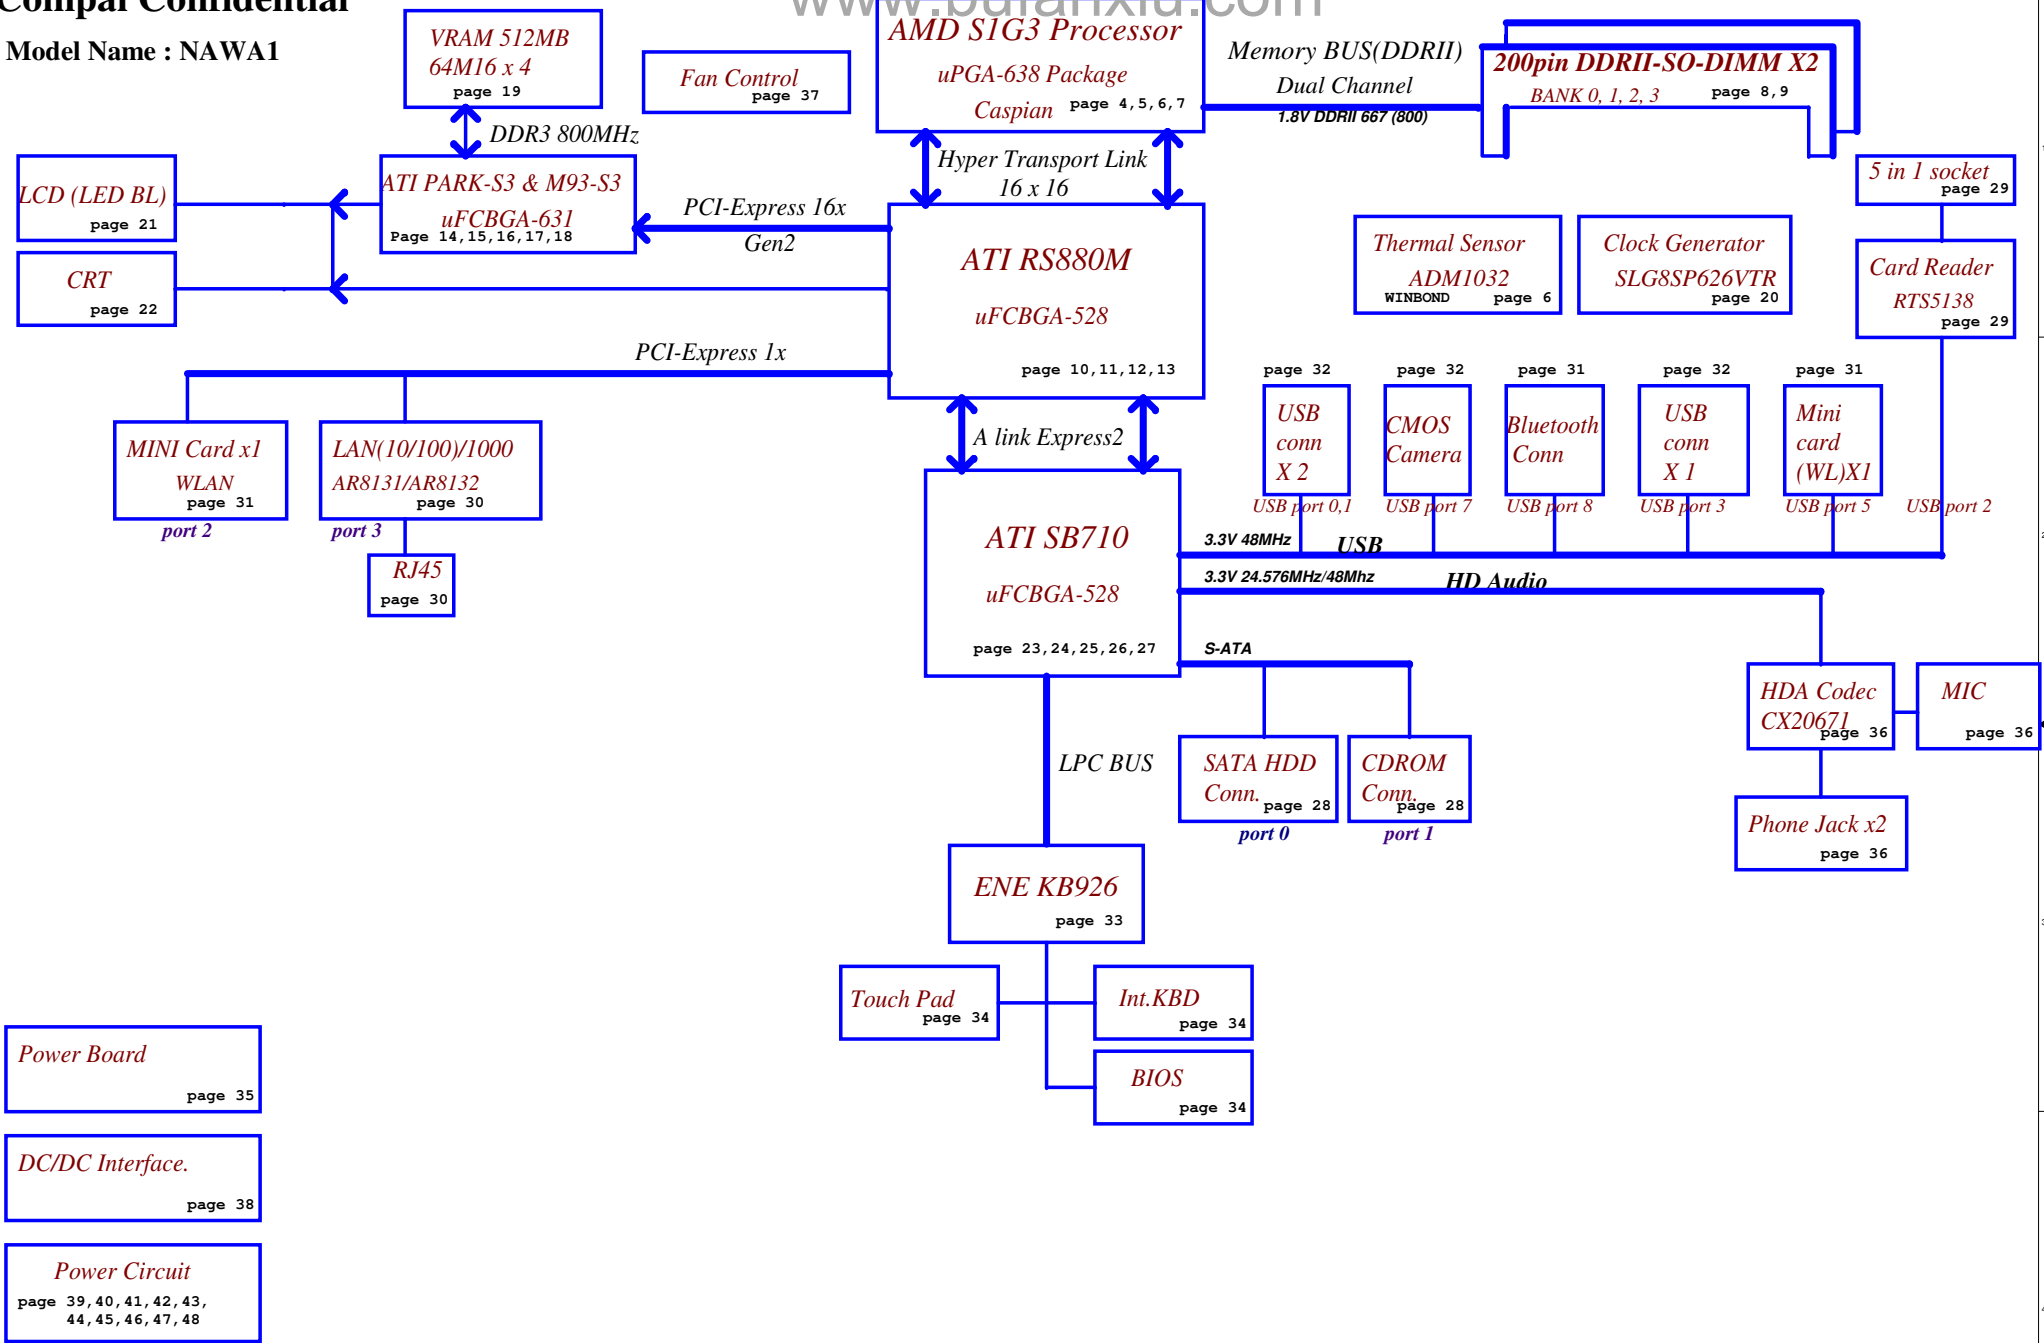 Compal Confidential
www.bufanxiu.com
Model Name : NAWA1
VRAM 512MB
64M16 x 4
page 19
Fan Control
page 37
AMD S1G3 Processor
uPGA-638 Package
Caspian
page 4,5,6,7
Memory BUS(DDRII)
Dual Channel
1.8V DDRII 667 (800)
200pin DDRII-SO-DIMM X2
BANK 0, 1, 2, 3
page 8,9
DDR3 800MHz
Hyper Transport Link
16 x 16
LCD (LED BL)
page 21
ATI PARK-S3 & M93-S3
uFCBGA-631
Page 14,15,16,17,18
PCI-Express 16x
Gen2
5 in 1 socket
page 29
CRT
page 22
ATI RS880M
uFCBGA-528
page 10,11,12,13
Thermal Sensor
ADM1032
WINBOND
page 6
Clock Generator
SLG8SP626VTR
page 20
Card Reader
RTS5138
page 29
PCI-Express 1x
page 32
page 32
page 31
page 32
page 31
MINI Card x1
WLAN
page 31
port 2
LAN(10/100)/1000
AR8131/AR8132
page 30
port 3
A link Express2
USB
conn
X 2
USB port 0,1
CMOS
Camera
USB port 7
Bluetooth
Conn
USB port 8
USB
conn
X 1
USB port 3
Mini
card
(WL)X1
USB port 5
USB port 2
RJ45
page 30
ATI SB710
uFCBGA-528
page 23,24,25,26,27
3.3V 48MHz
USB
3.3V 24.576MHz/48Mhz
HD Audio
S-ATA
HDA Codec
CX20671
page 36
MIC
page 36
LPC BUS
SATA HDD
Conn.
page 28
port 0
CDROM
Conn.
page 28
port 1
Phone Jack x2
page 36
ENE KB926
page 33
Touch Pad
page 34
Int.KBD
page 34
BIOS
page 34
Power Board
page 35
DC/DC Interface.
page 38
Power Circuit
page 39,40,41,42,43,
44,45,46,47,48